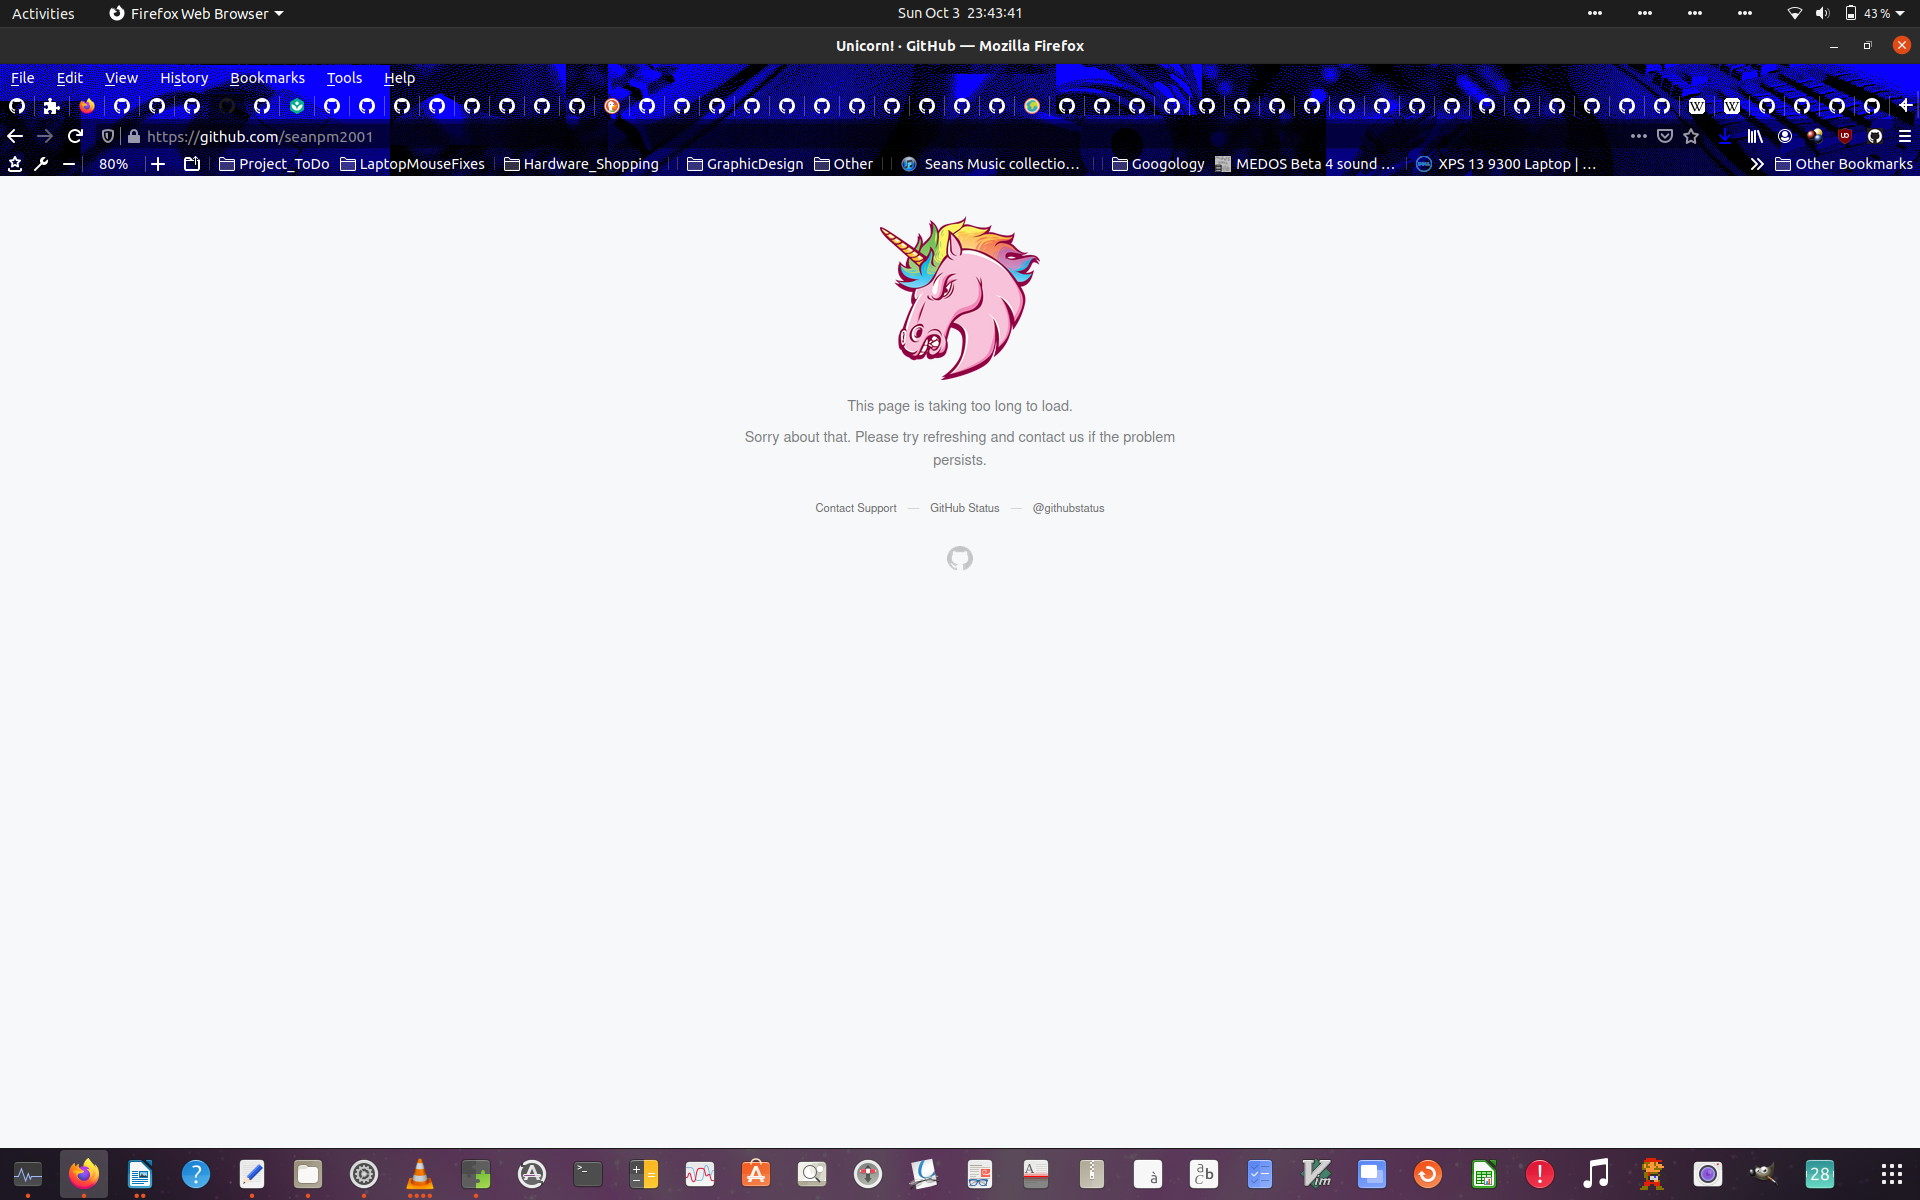 Activities Firefox Web Browser Sun Oct 3 23:43:41 43 %
Unicorn! · GitHub — Mozilla Firefox
File Edit View History Bookmarks Tools Help
https://github.com/seanpm2001
80% Project_ToDo LaptopMouseFixes Hardware_Shopping GraphicDesign Other Seans Music collectio… Googology MEDOS Beta 4 sound … XPS 13 9300 Laptop | … Other Bookmarks
This page is taking too long to load.
Sorry about that. Please try refreshing and contact us if the problem
persists.
Contact Support — GitHub Status — @githubstatus
28